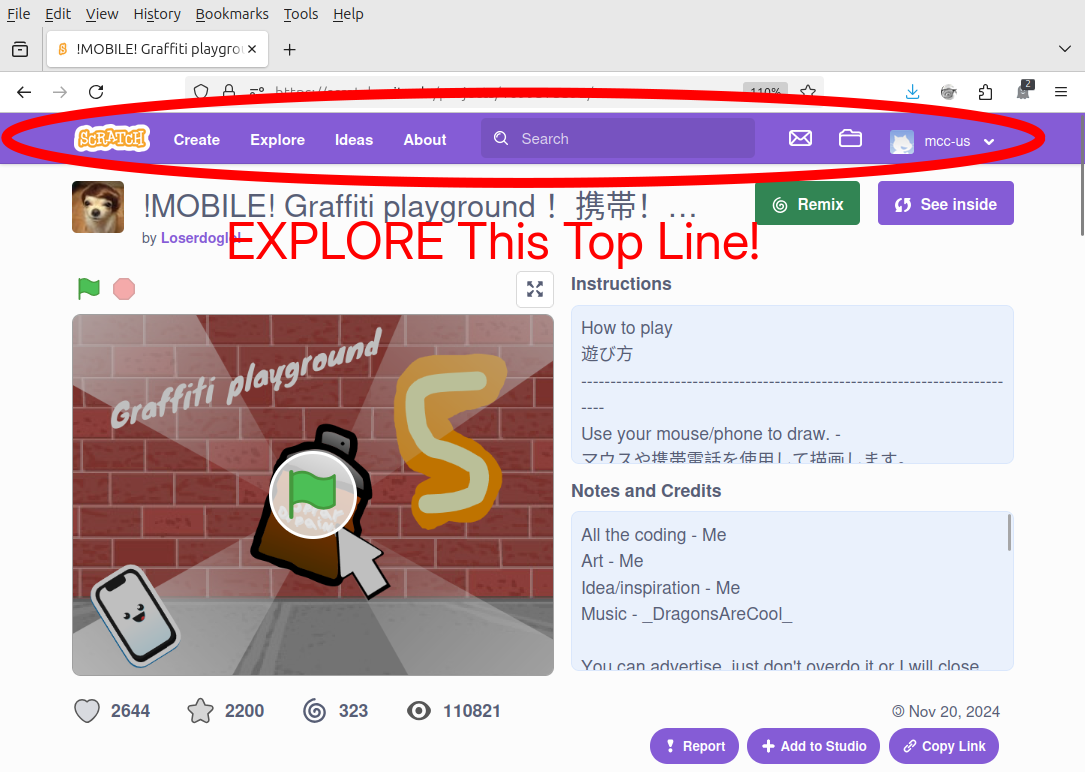 File Edit View History Bookmarks Tools Help
!MOBILE! Graffiti playgro
110%
2
SCRATCH Create Explore Ideas About Search mcc-us
!MOBILE! Graffiti playground！携帯！ …
Remix See inside
by
EXPLORE This Top Line!
Instructions
How to play
遊び方
-----------------------------------------------------------------------
----
Use your mouse/phone to draw. -
マウスや携帯電話を使用して描画します。
Graffiti playground
Notes and Credits
All the coding - Me
Art - Me
Idea/inspiration - Me
Music - _DragonsAreCool_
You can advertise, just don't overdo it or I will close
2644 2200 323 110821
Nov 20, 2024
Report Add to Studio Copy Link